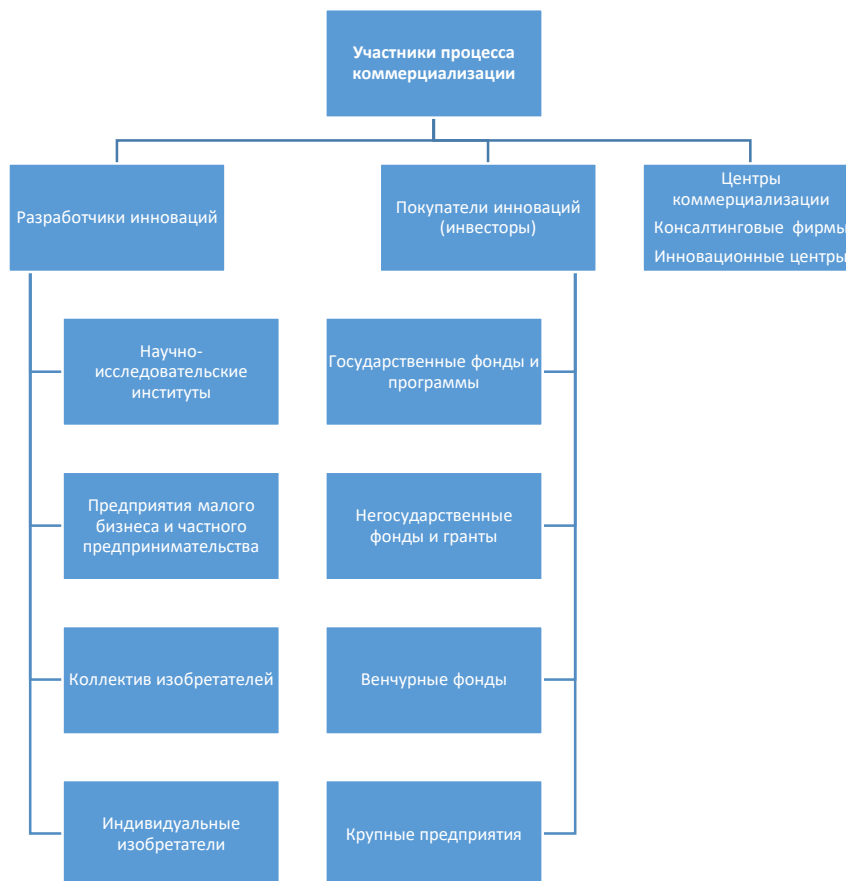 Участники процесса
коммерциализации
Разработчики инноваций
Покупатели инноваций
(инвесторы)
Центры
коммерциализации
Консалтинговые фирмы
Инновационные центры
Научно-
исследовательские
институты
Государственные фонды и
программы
Предприятия малого
бизнеса и частного
предпринимательства
Негосударственные
фонды и гранты
Коллектив изобретателей
Венчурные фонды
Индивидуальные
изобретатели
Крупные предприятия